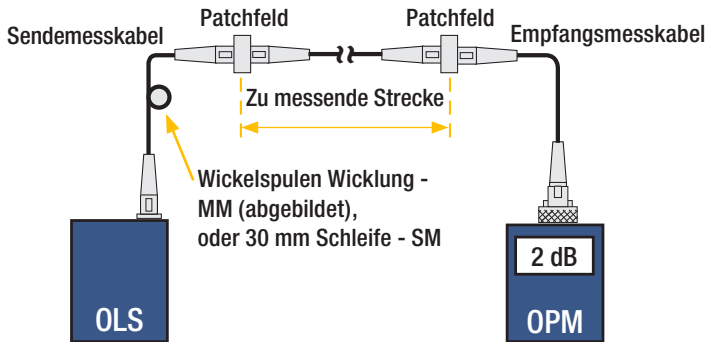 Patchfeld
Patchfeld
Sendemesskabel
Empfangsmesskabel
Zu messende Strecke
Wickelspulen Wicklung -
MM (abgebildet),
oder 30 mm Schleife - SM
2 dB
OLS
OPM